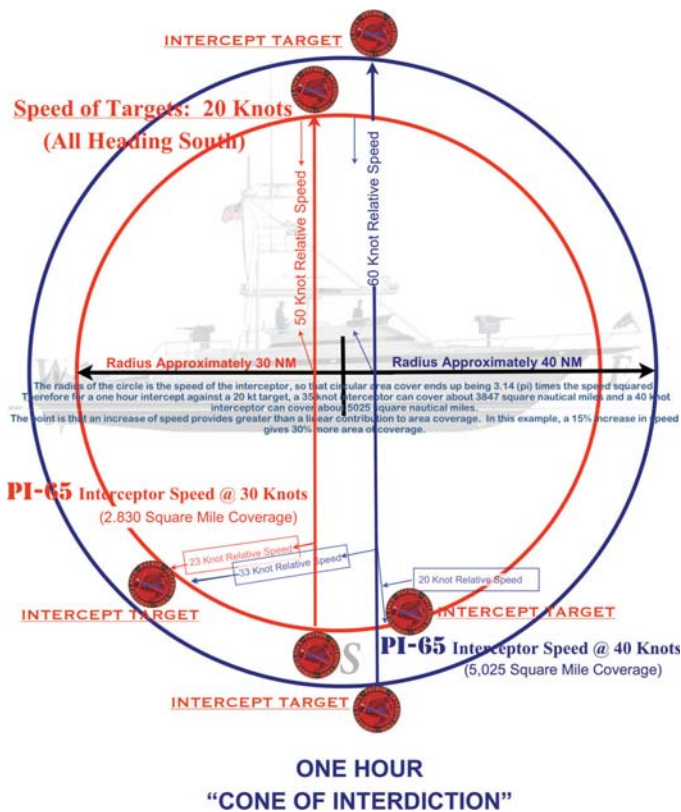 INTERCEPT TARGET
Speed of Targets: 20 Knots
(All Heading South)
50 Knot Relative Speed
60 Knot Relative Speed
Radius Approximately 30 NM
Radius Approximately 40 NM
The radius of the circle is the speed of the interceptor, so that circular area cover ends up being 3.14 (pi) times the speed squared.
Therefore for a one hour intercept against a 20 kt target, a 35 knot interceptor can cover about 3847 square nautical miles and a 40 knot
interceptor can cover about 5025 square nautical miles.
The point is that an increase of speed provides greater than a linear contribution to area coverage. In this example, a 15% increase in speed
gives 30% more area of coverage.
PI-65 Interceptor Speed @ 30 Knots
(2.830 Square Mile Coverage)
23 Knot Relative Speed
33 Knot Relative Speed
20 Knot Relative Speed
INTERCEPT TARGET
INTERCEPT TARGET
S
PI-65 Interceptor Speed @ 40 Knots
(5,025 Square Mile Coverage)
INTERCEPT TARGET
ONE HOUR
“CONE OF INTERDICTION”